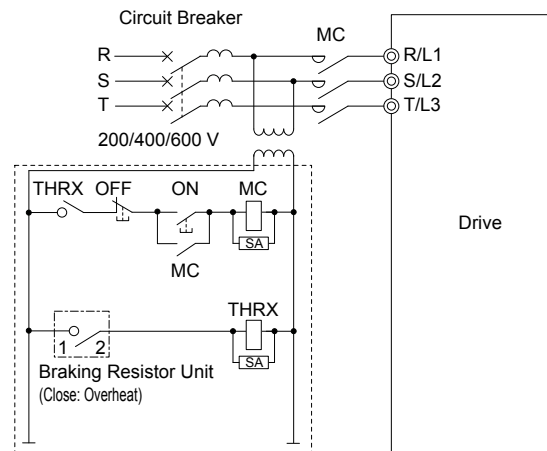 Circuit Breaker
MC
R
R/L1
S
S/L2
T
T/L3
200/400/600 V
THRX
OFF
ON
MC
SA
MC
Drive
THRX
1
2
SA
Braking Resistor Unit
(Close: Overheat)